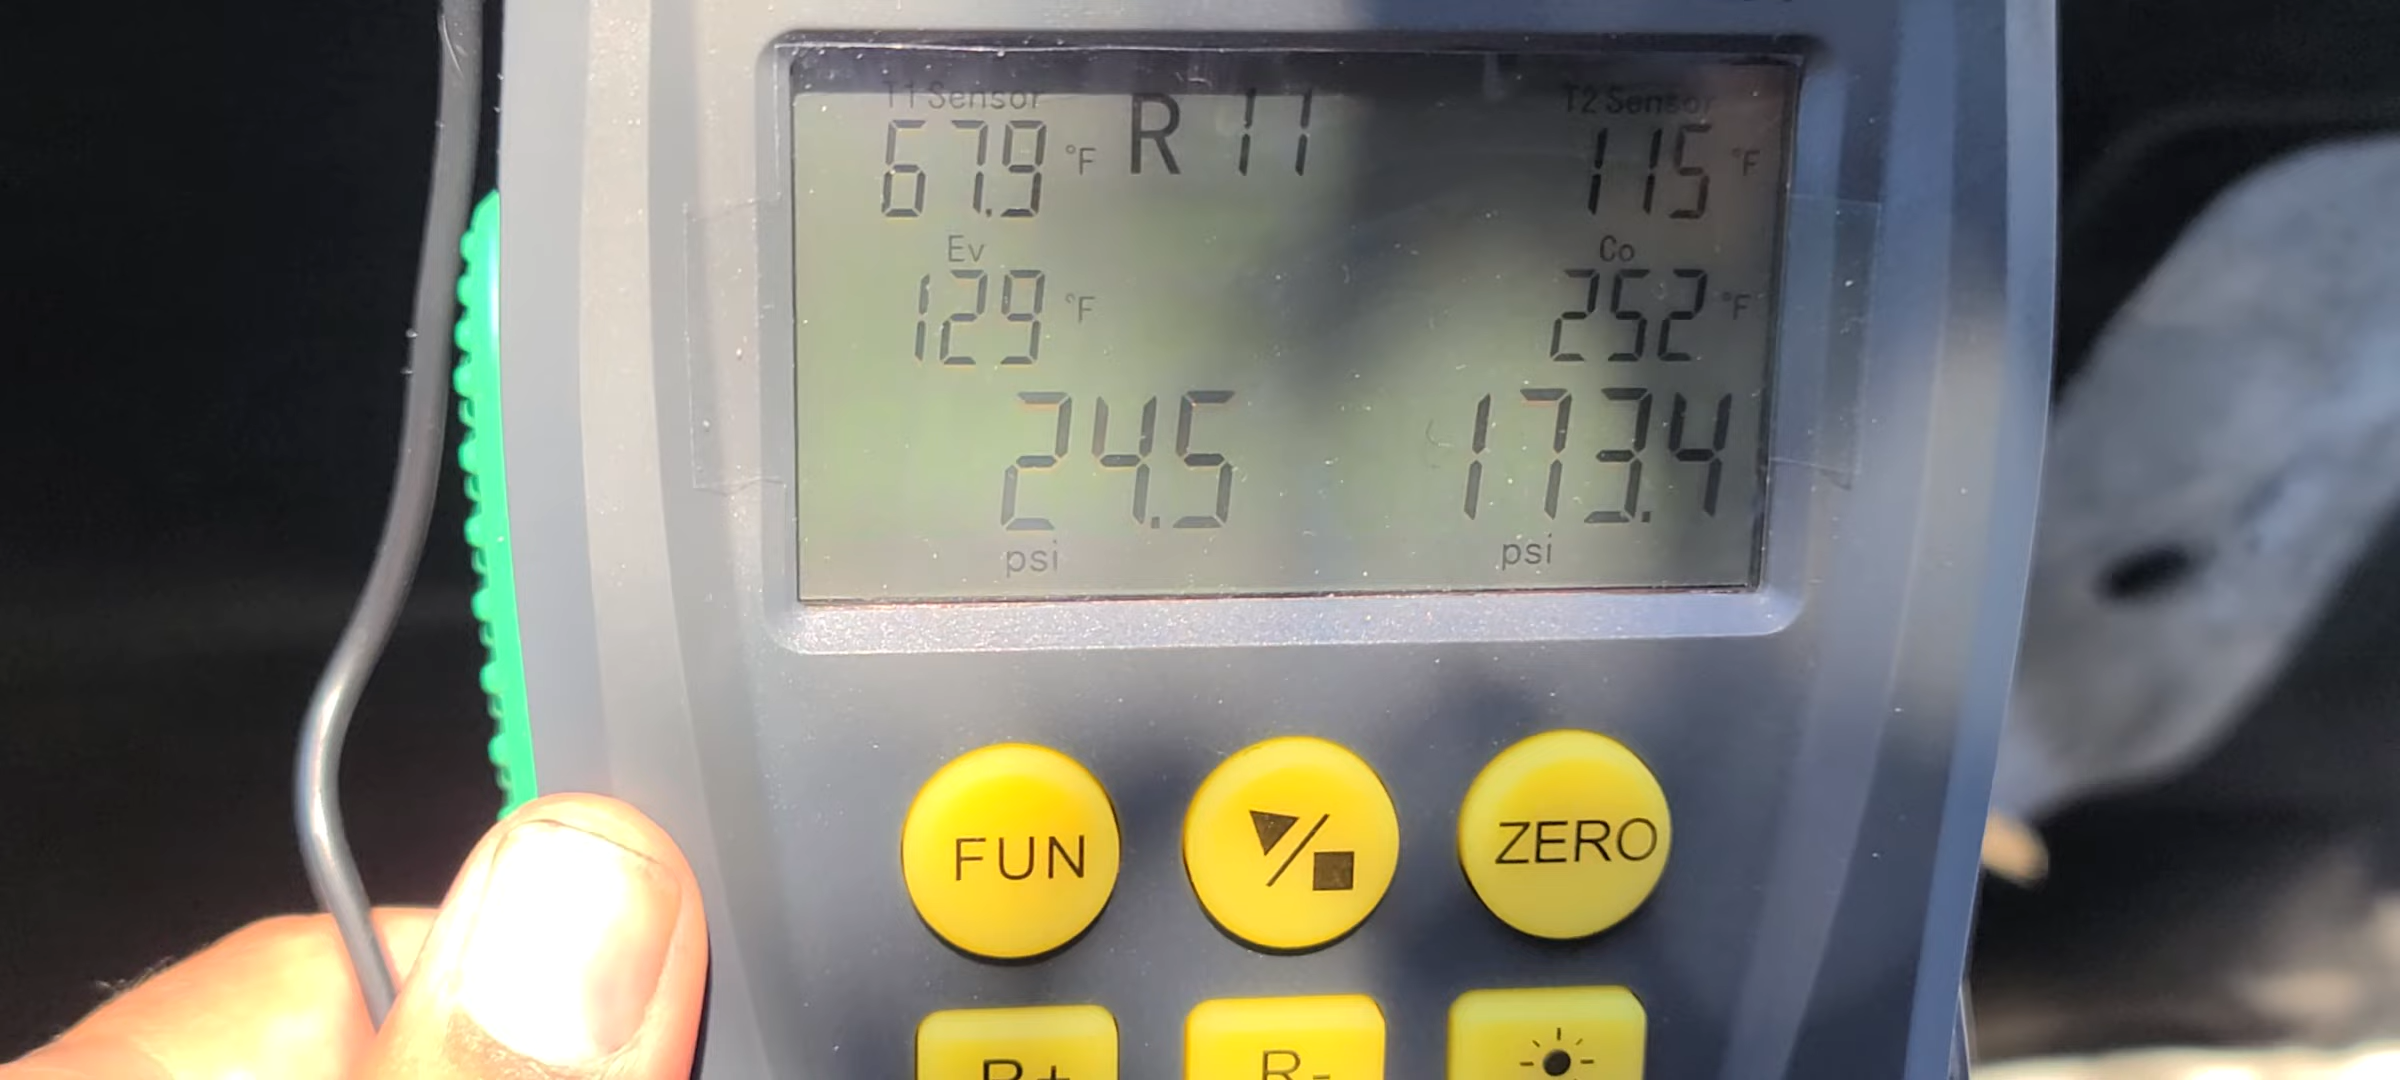 T1 Sensor R 11 T2 Sensor
67.9 °F 115 °F
Ev Co
129 °F 252 °F
24.5 173.4
psi psi
FUN ZERO
R+ R-